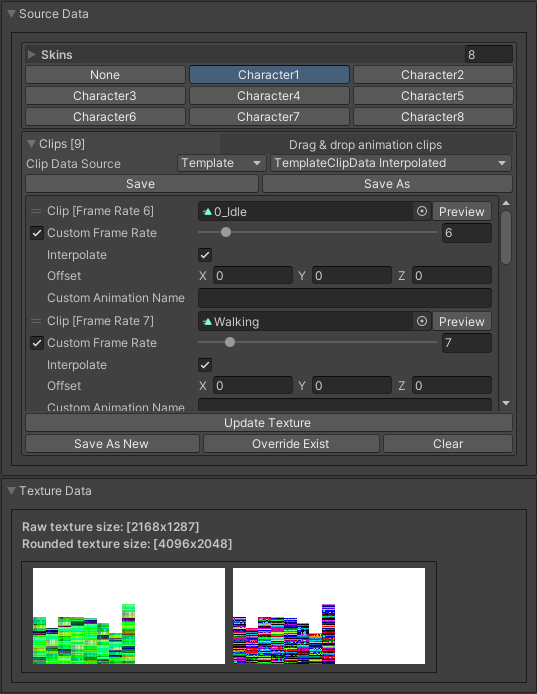 Source Data
Skins 8
None Character1 Character2
Character3 Character4 Character5
Character6 Character7 Character8
Clips [9] Drag & drop animation clips
Clip Data Source Template TemplateClipData Interpolated
Save Save As
Clip [Frame Rate 6] 0_Idle Preview
Custom Frame Rate 6
Interpolate
Offset X 0 Y 0 Z 0
Custom Animation Name
Clip [Frame Rate 7] Walking Preview
Custom Frame Rate 7
Interpolate
Offset X 0 Y 0 Z 0
Custom Animation Name
Update Texture
Save As New Override Exist Clear
Texture Data
Raw texture size: [2168x1287]
Rounded texture size: [4096x2048]